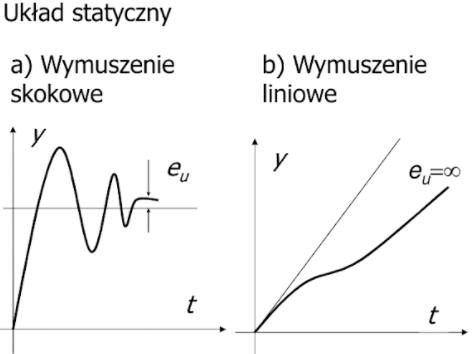 Układ statyczny
a) Wymuszenie
skokowe
b) Wymuszenie
liniowe
y
e_u
t
y
e_u=∞
t